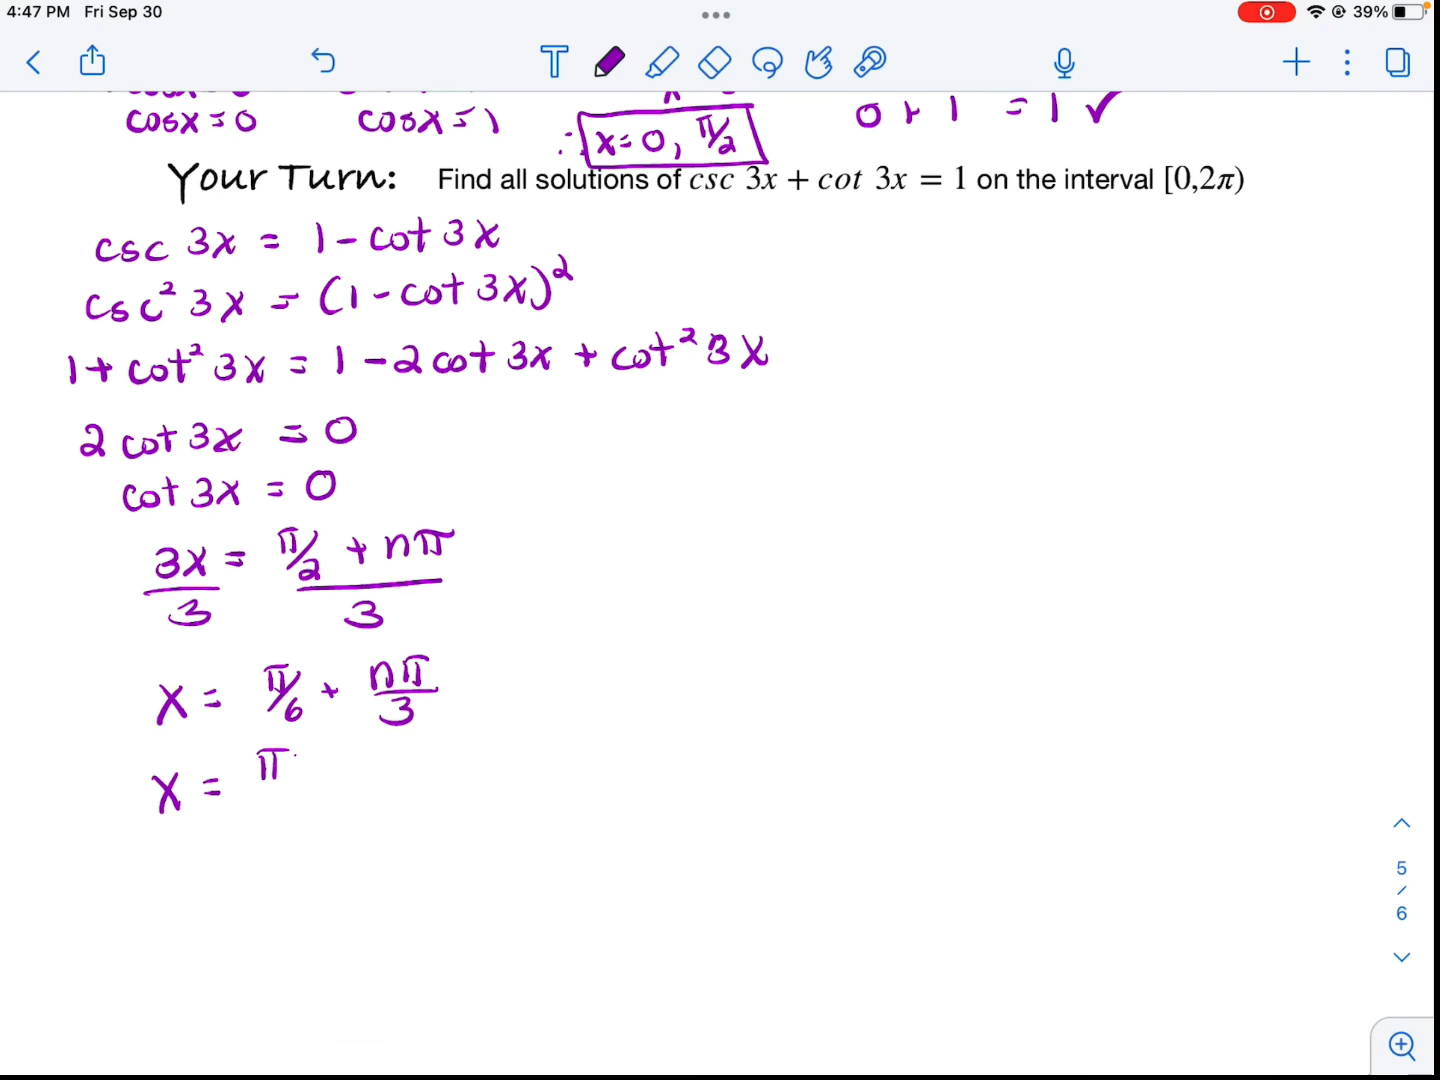 4:47 PM Fri Sep 30 39%
cosx = 0 cosx = 1 ∴ x = 0, π/2 0 + 1 = 1 ✓
Your Turn: Find all solutions of csc 3x + cot 3x = 1 on the interval [0,2π)
csc 3x = 1 - cot 3x
csc² 3x = (1 - cot 3x)²
1 + cot² 3x = 1 - 2 cot 3x + cot² 3x
2 cot 3x = 0
cot 3x = 0
3x = π/2 + nπ
3 3
x = π/6 + nπ/3
x = π
5
/
6